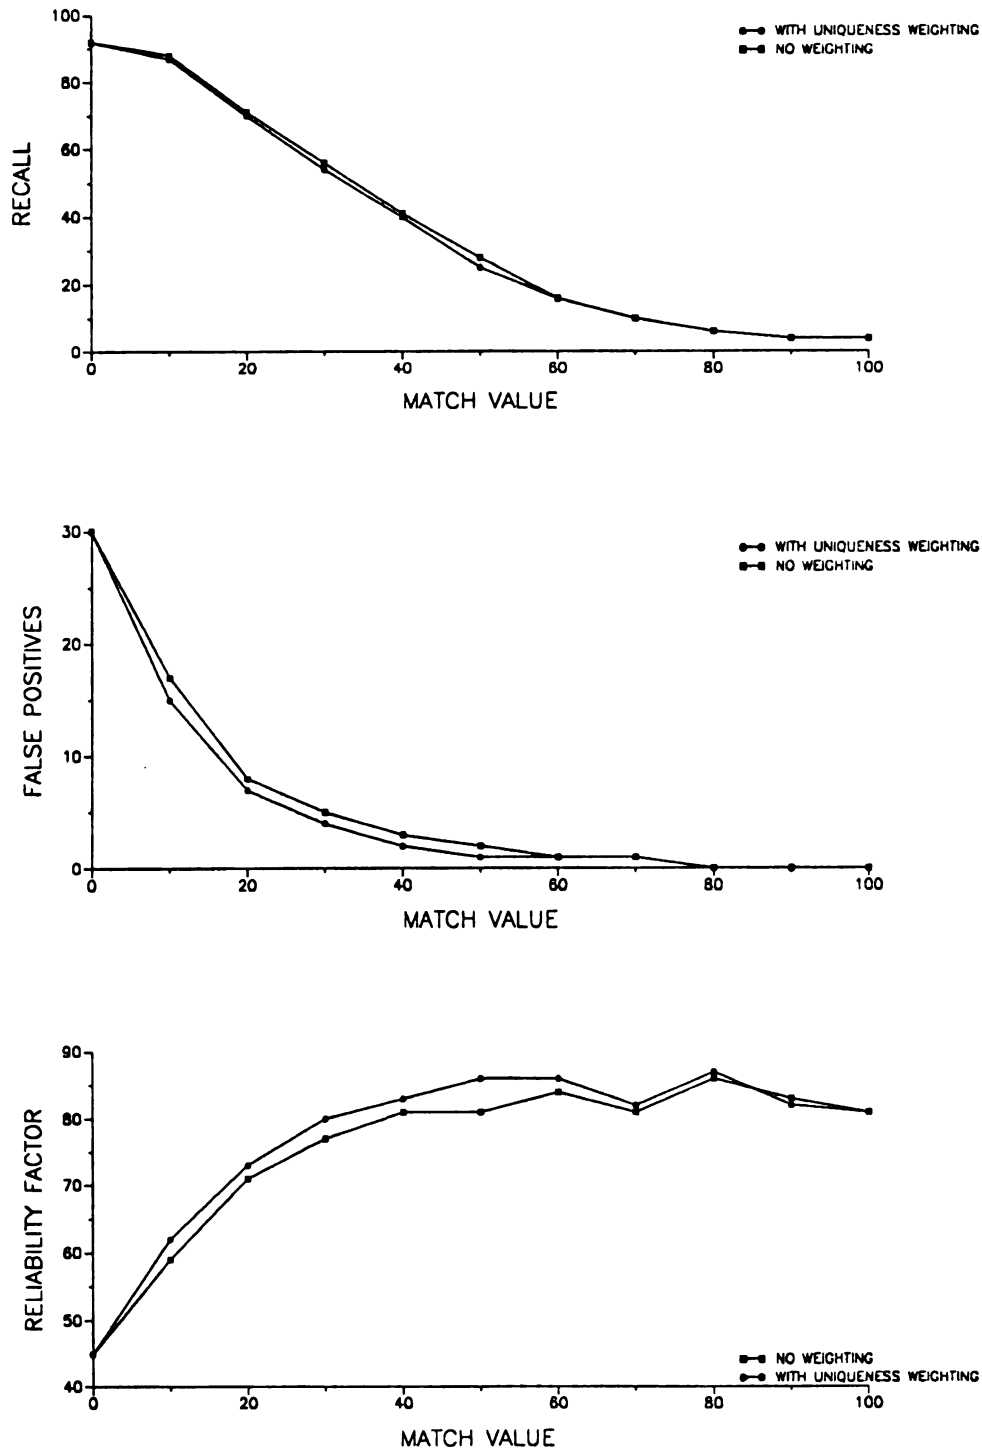 100
80
60
40
20
0
RECALL
WITH UNIQUENESS WEIGHTING
NO WEIGHTING
0 20 40 60 80 100
MATCH VALUE
30
20
10
0
FALSE POSITIVES
WITH UNIQUENESS WEIGHTING
NO WEIGHTING
0 20 40 60 80 100
MATCH VALUE
90
80
70
60
50
40
RELIABILITY FACTOR
NO WEIGHTING
WITH UNIQUENESS WEIGHTING
0 20 40 60 80 100
MATCH VALUE